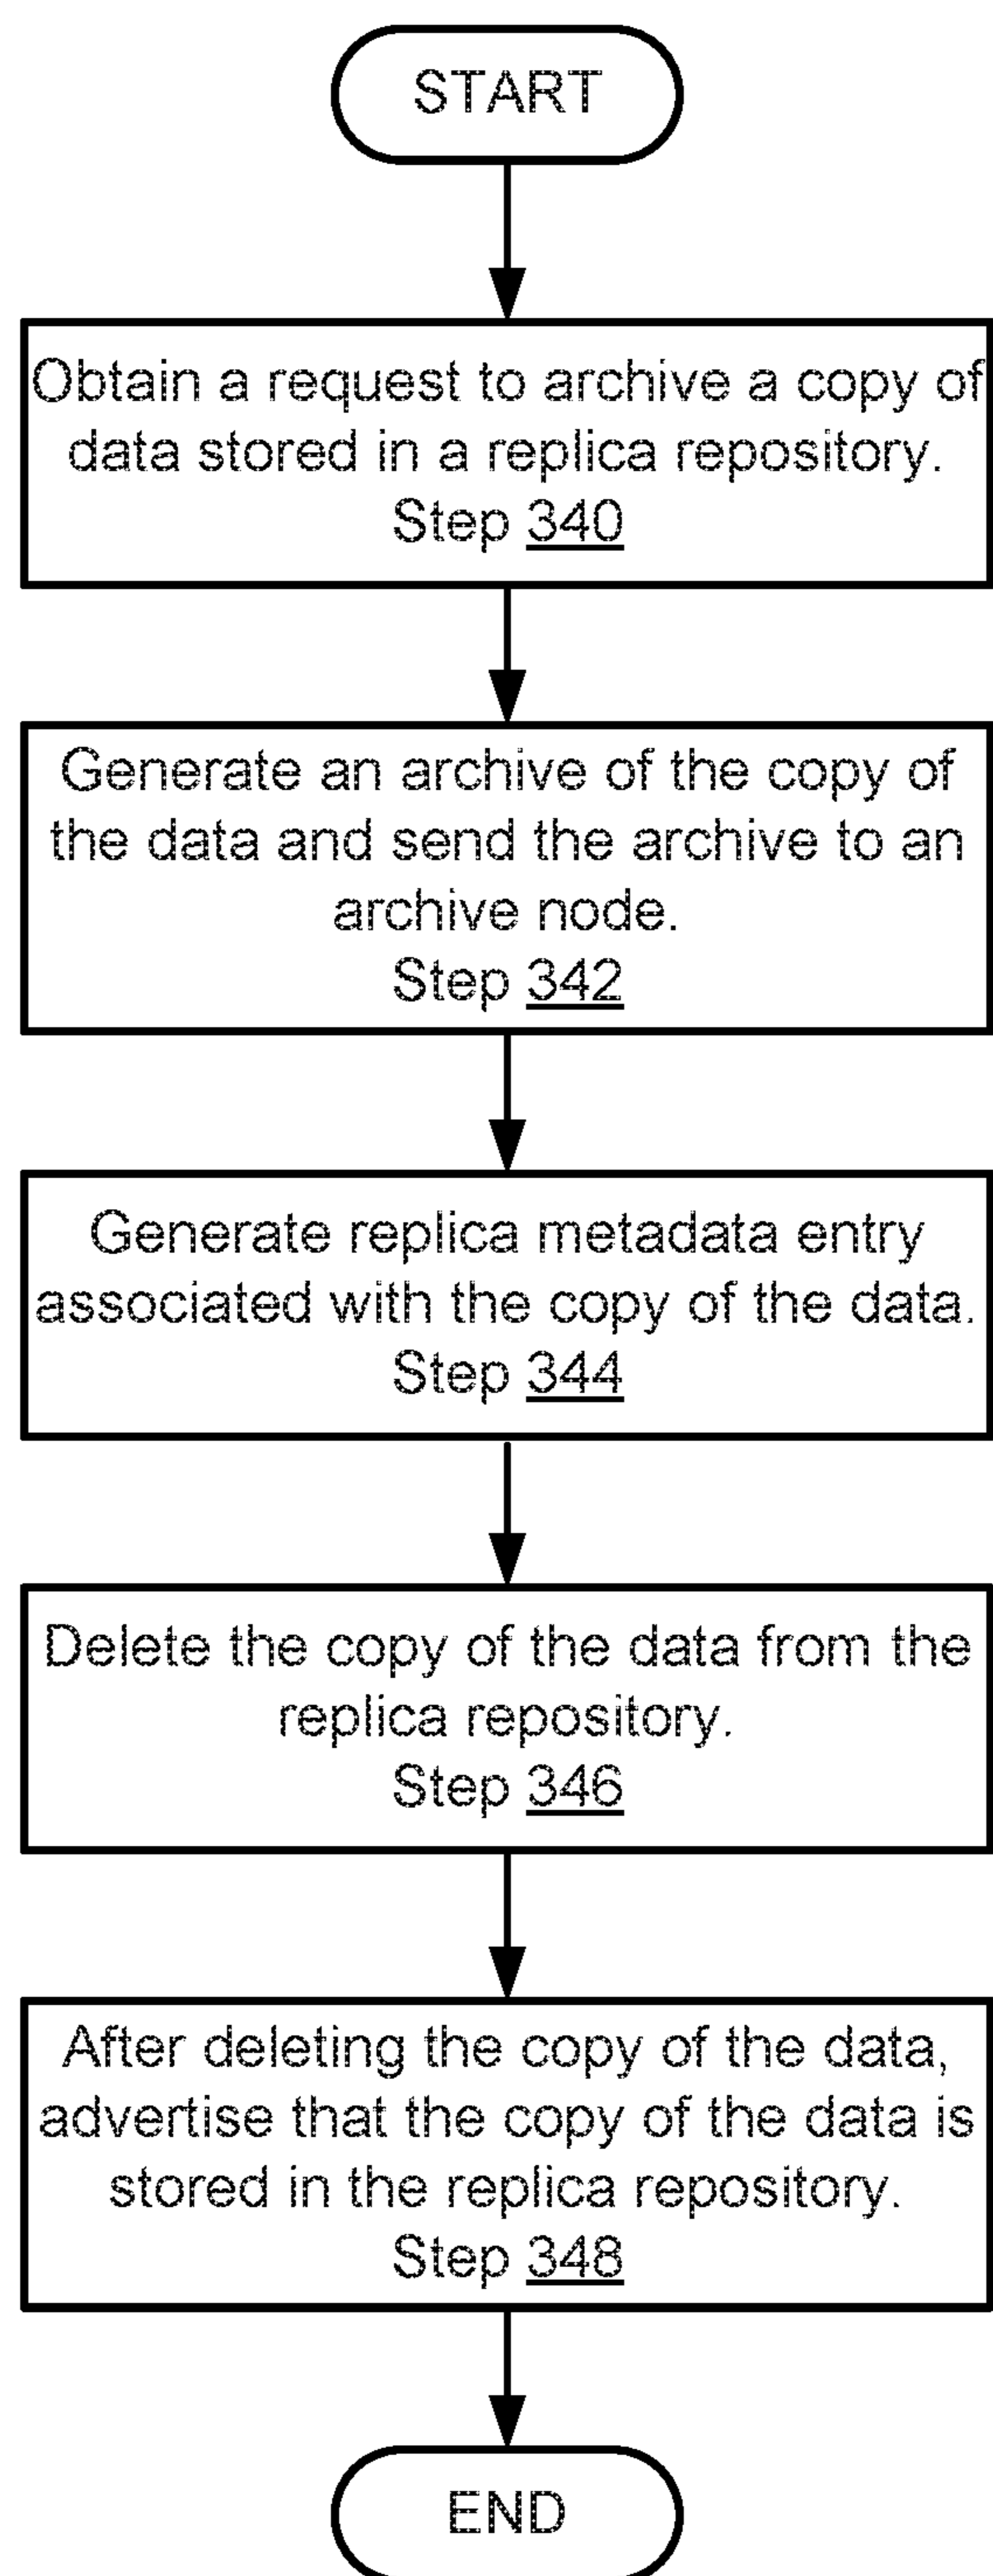 START
Obtain a request to archive a copy of
data stored in a replica repository.
Step 340
Generate an archive of the copy of
the data and send the archive to an
archive node.
Step 342
Generate replica metadata entry
associated with the copy of the data.
Step 344
Delete the copy of the data from the
replica repository.
Step 346
After deleting the copy of the data,
advertise that the copy of the data is
stored in the replica repository.
Step 348
END